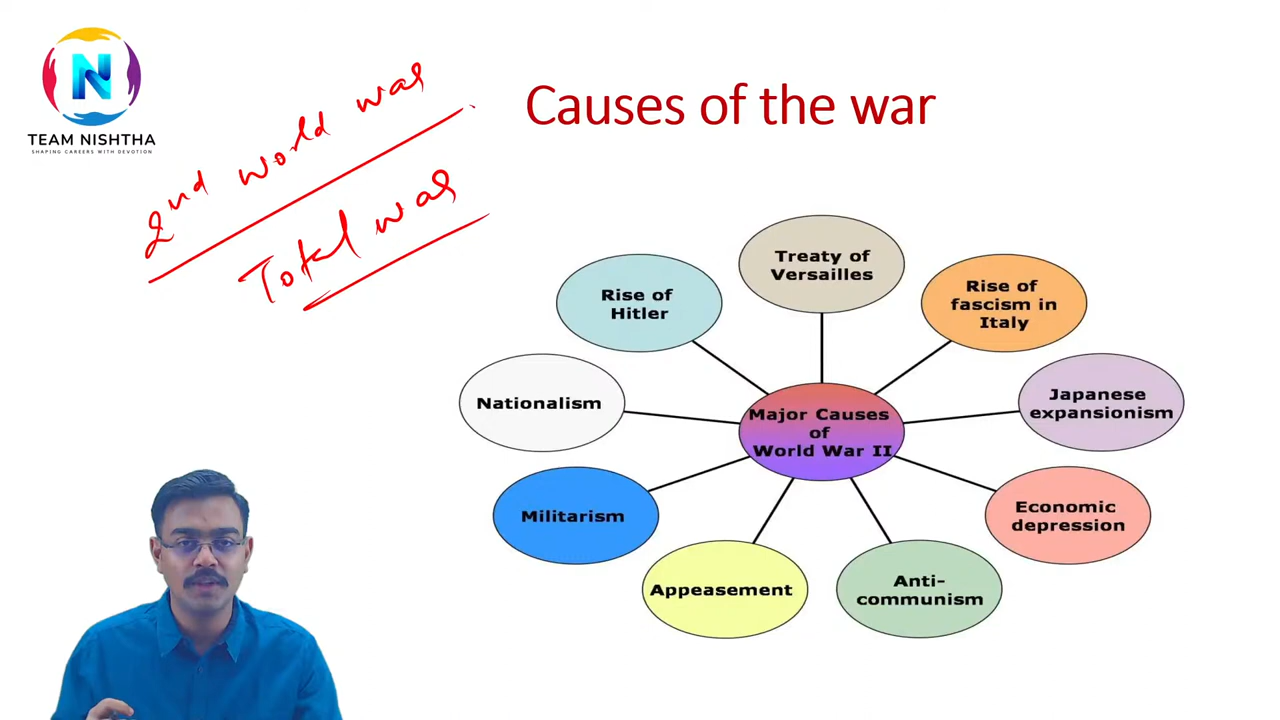 N
TEAM NISHTHA
SHAPING CAREERS WITH DEVOTION
2nd world war
Total war
Causes of the war
Treaty of
Versailles
Rise of
Hitler
Rise of
fascism in
Italy
Nationalism
Japanese
expansionism
Major Causes
of
World War II
Militarism
Economic
depression
Appeasement
Anti-
communism